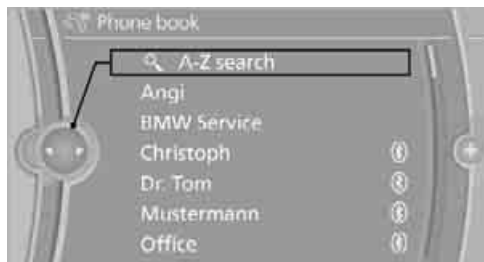 Phone book
A-Z search
Angi
BMW Service
Christoph
Dr. Tom
Mustermann
Office